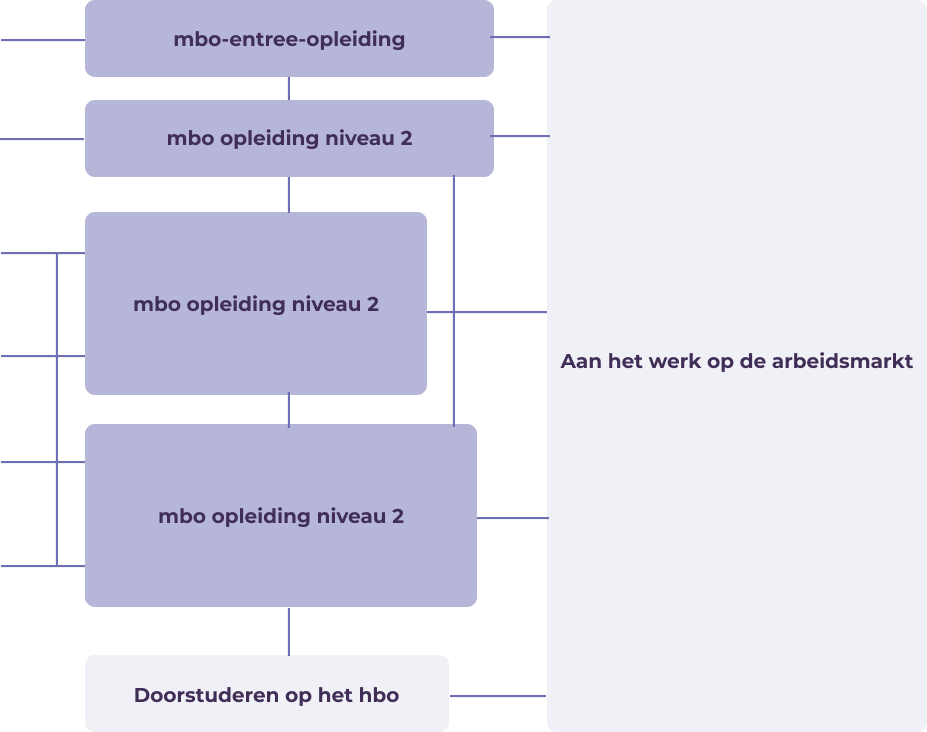 mbo-entree-opleiding
mbo opleiding niveau 2
mbo opleiding niveau 2
Aan het werk op de arbeidsmarkt
mbo opleiding niveau 2
Doorstuderen op het hbo